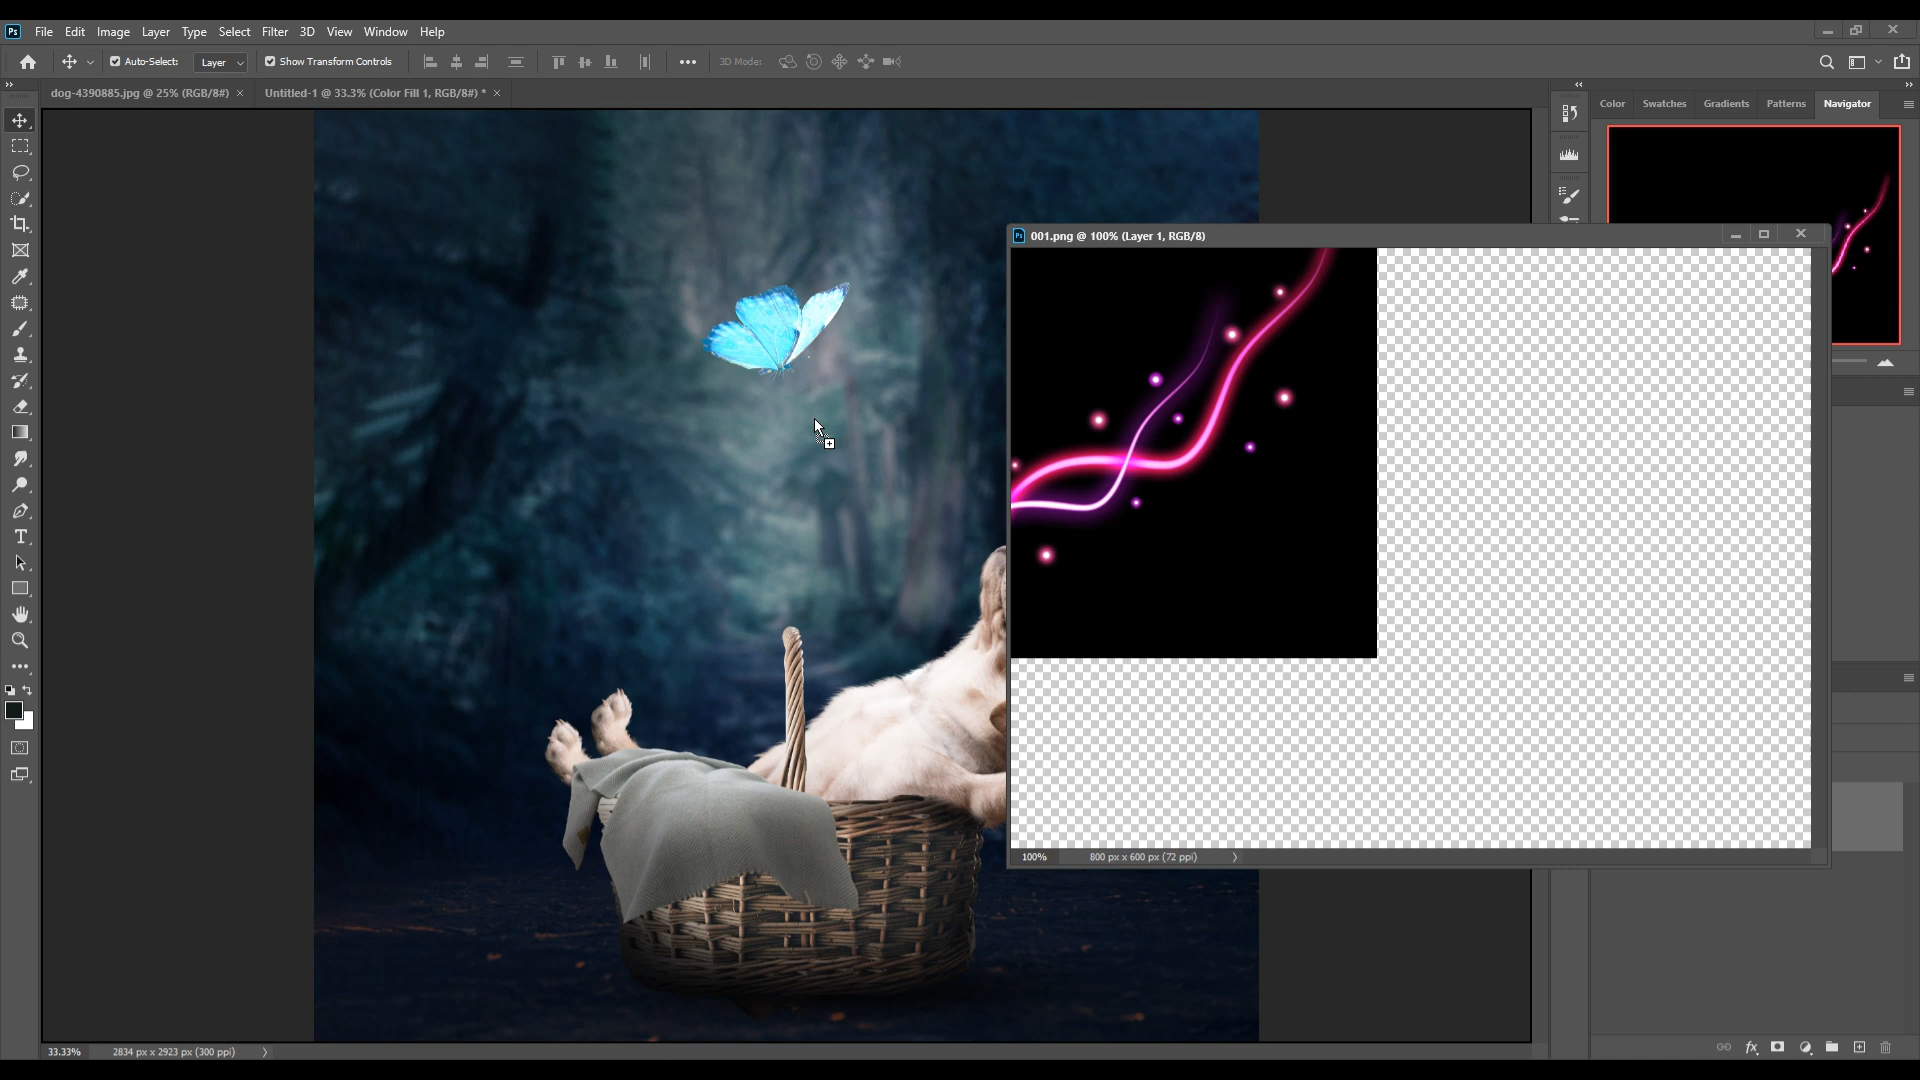 Ps File Edit Image Layer Type Select Filter 3D View Window Help
Auto-Select: Layer Show Transform Controls 3D Mode:
dog-4390885.jpg @ 25% (RGB/8#) × Untitled-1 @ 33.3% (Color Fill 1, RGB/8#) * ×
Color Swatches Gradients Patterns Navigator
Ps 001.png @ 100% (Layer 1, RGB/8)
T
100% 800 px x 600 px (72 ppi)
33.33% 2834 px x 2923 px (300 ppi)
fx